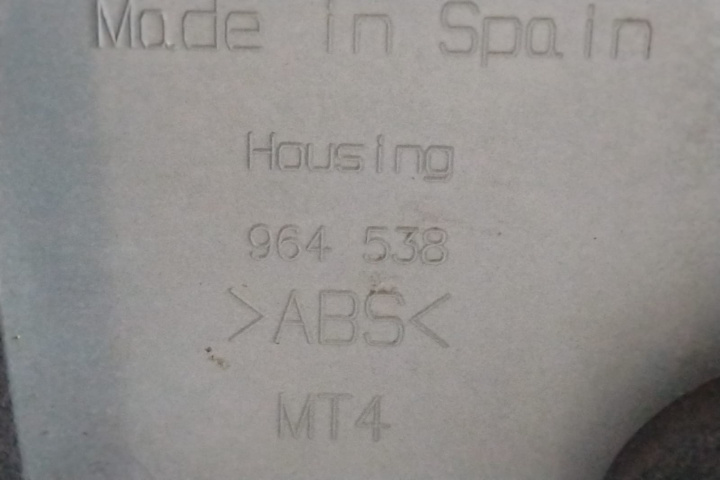 Made in Spain
Housing
964 538
>ABS<
MT4